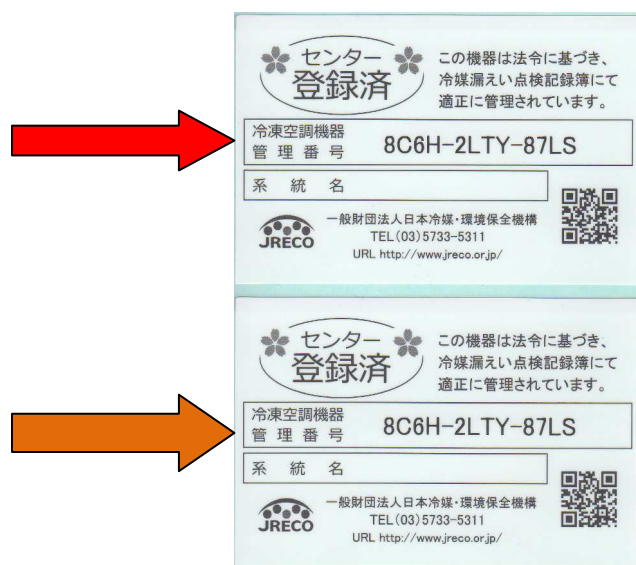 センター
登録済
この機器は法令に基づき、
冷媒漏えい点検記録簿にて
適正に管理されています。
冷凍空調機器
管理番号
8C6H-2LTY-87LS
系統名
JRECO
一般財団法人日本冷媒・環境保全機構
TEL(03)5733-5311
URL http://www.jreco.or.jp/
センター
登録済
この機器は法令に基づき、
冷媒漏えい点検記録簿にて
適正に管理されています。
冷凍空調機器
管理番号
8C6H-2LTY-87LS
系統名
JRECO
一般財団法人日本冷媒・環境保全機構
TEL(03)5733-5311
URL http://www.jreco.or.jp/